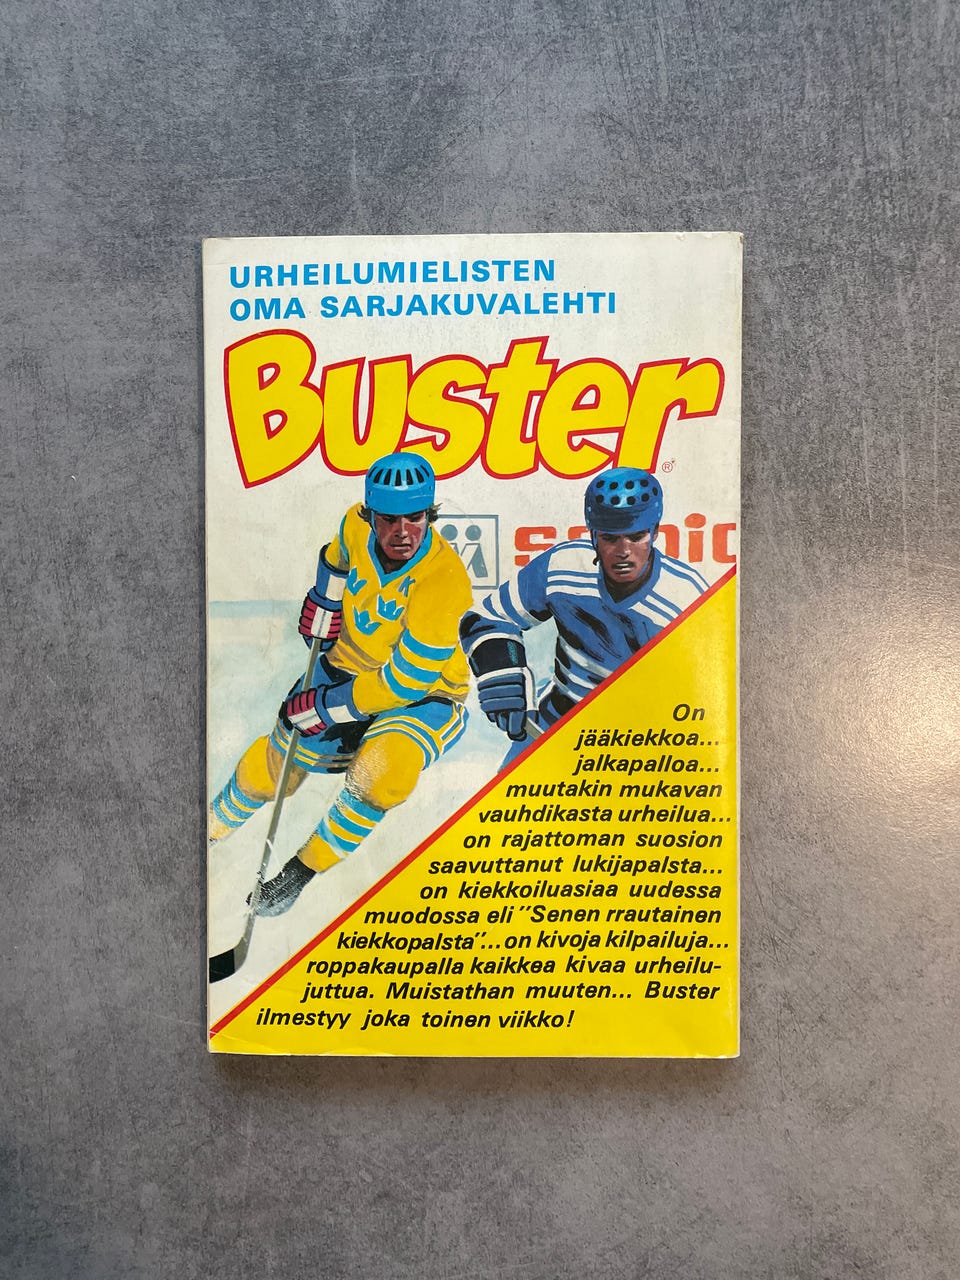 URHEILUMIELISTEN
OMA SARJAKUVALEHTI
Buster
®
K
On
jääkiekkoa...
jalkapalloa...
muutakin mukavan
vauhdikasta urheilua...
on rajattoman suosion
saavuttanut lukijapalsta...
on kiekkoiluasiaa uudessa
muodossa eli "Senen rrautainen
kiekkopalsta"... on kivoja kilpailuja...
roppakaupalla kaikkea kivaa urheilu-
juttua. Muistathan muuten... Buster
ilmestyy joka toinen viikko!